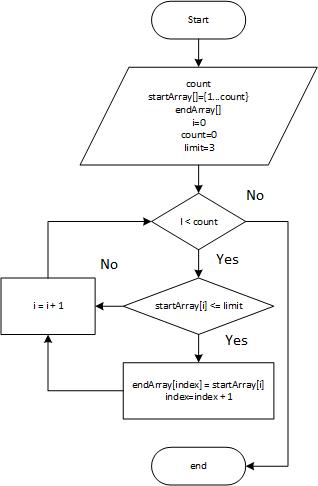 Start
count
startArray[]={1...count}
endArray[]
i=0
count=0
limit=3
No
I < count
Yes
No
i = i + 1
startArray[i] <= limit
Yes
endArray[index] = startArray[i]
index=index + 1
end